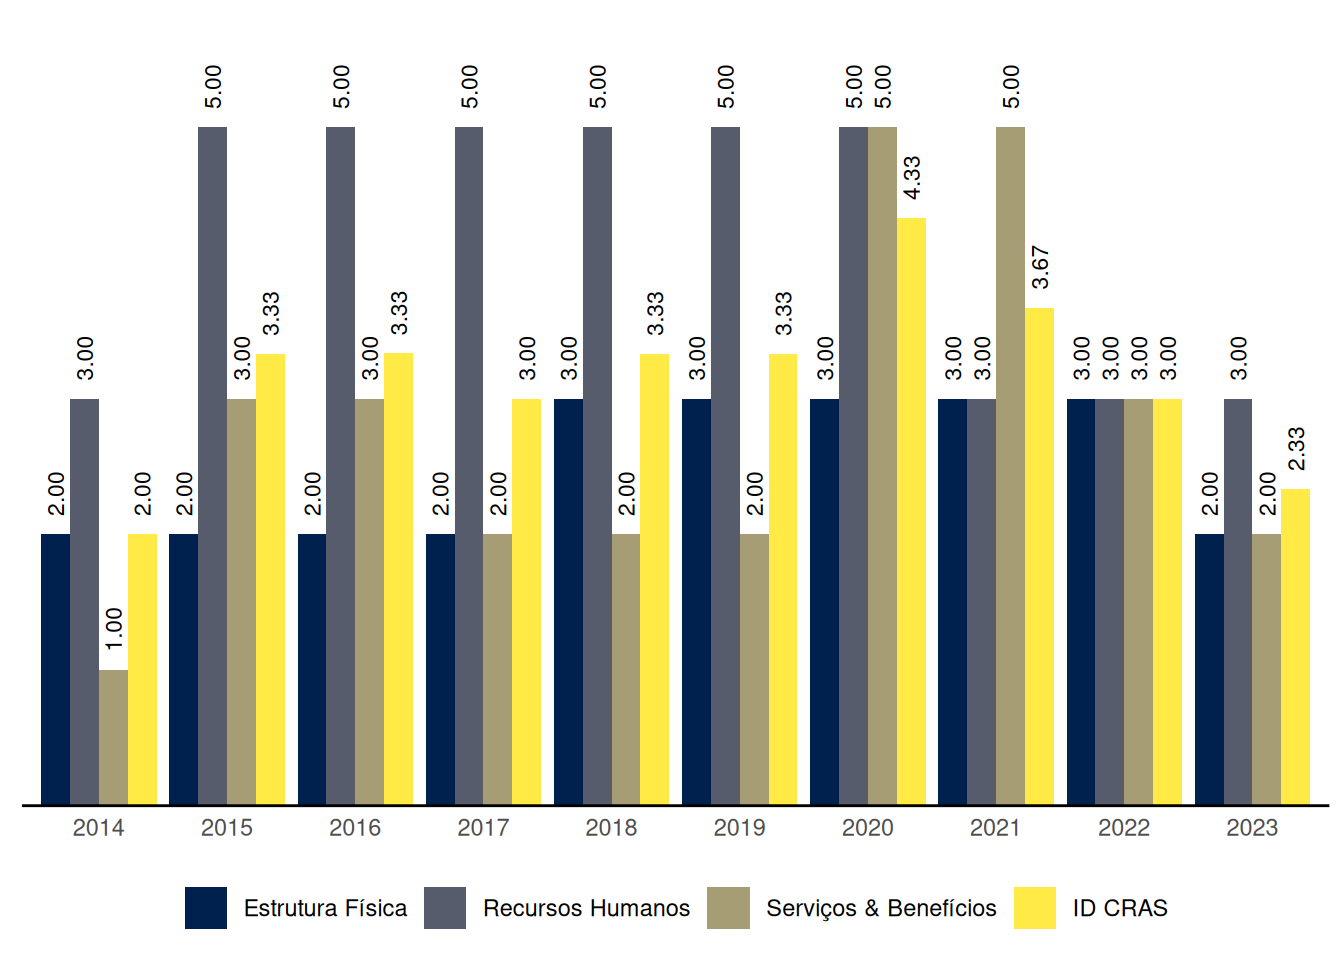 5.00 5.00 5.00 5.00 5.00 5.00 5.00 5.00
4.33
3.67
3.33 3.33 3.33 3.33
3.00 3.00 3.00 3.00 3.00 3.00 3.00 3.00 3.00 3.00 3.00 3.00 3.00 3.00
2.33
2.00 2.00 2.00 2.00 2.00 2.00 2.00 2.00 2.00 2.00
1.00
2014 2015 2016 2017 2018 2019 2020 2021 2022 2023
Estrutura Física Recursos Humanos Serviços & Benefícios ID CRAS